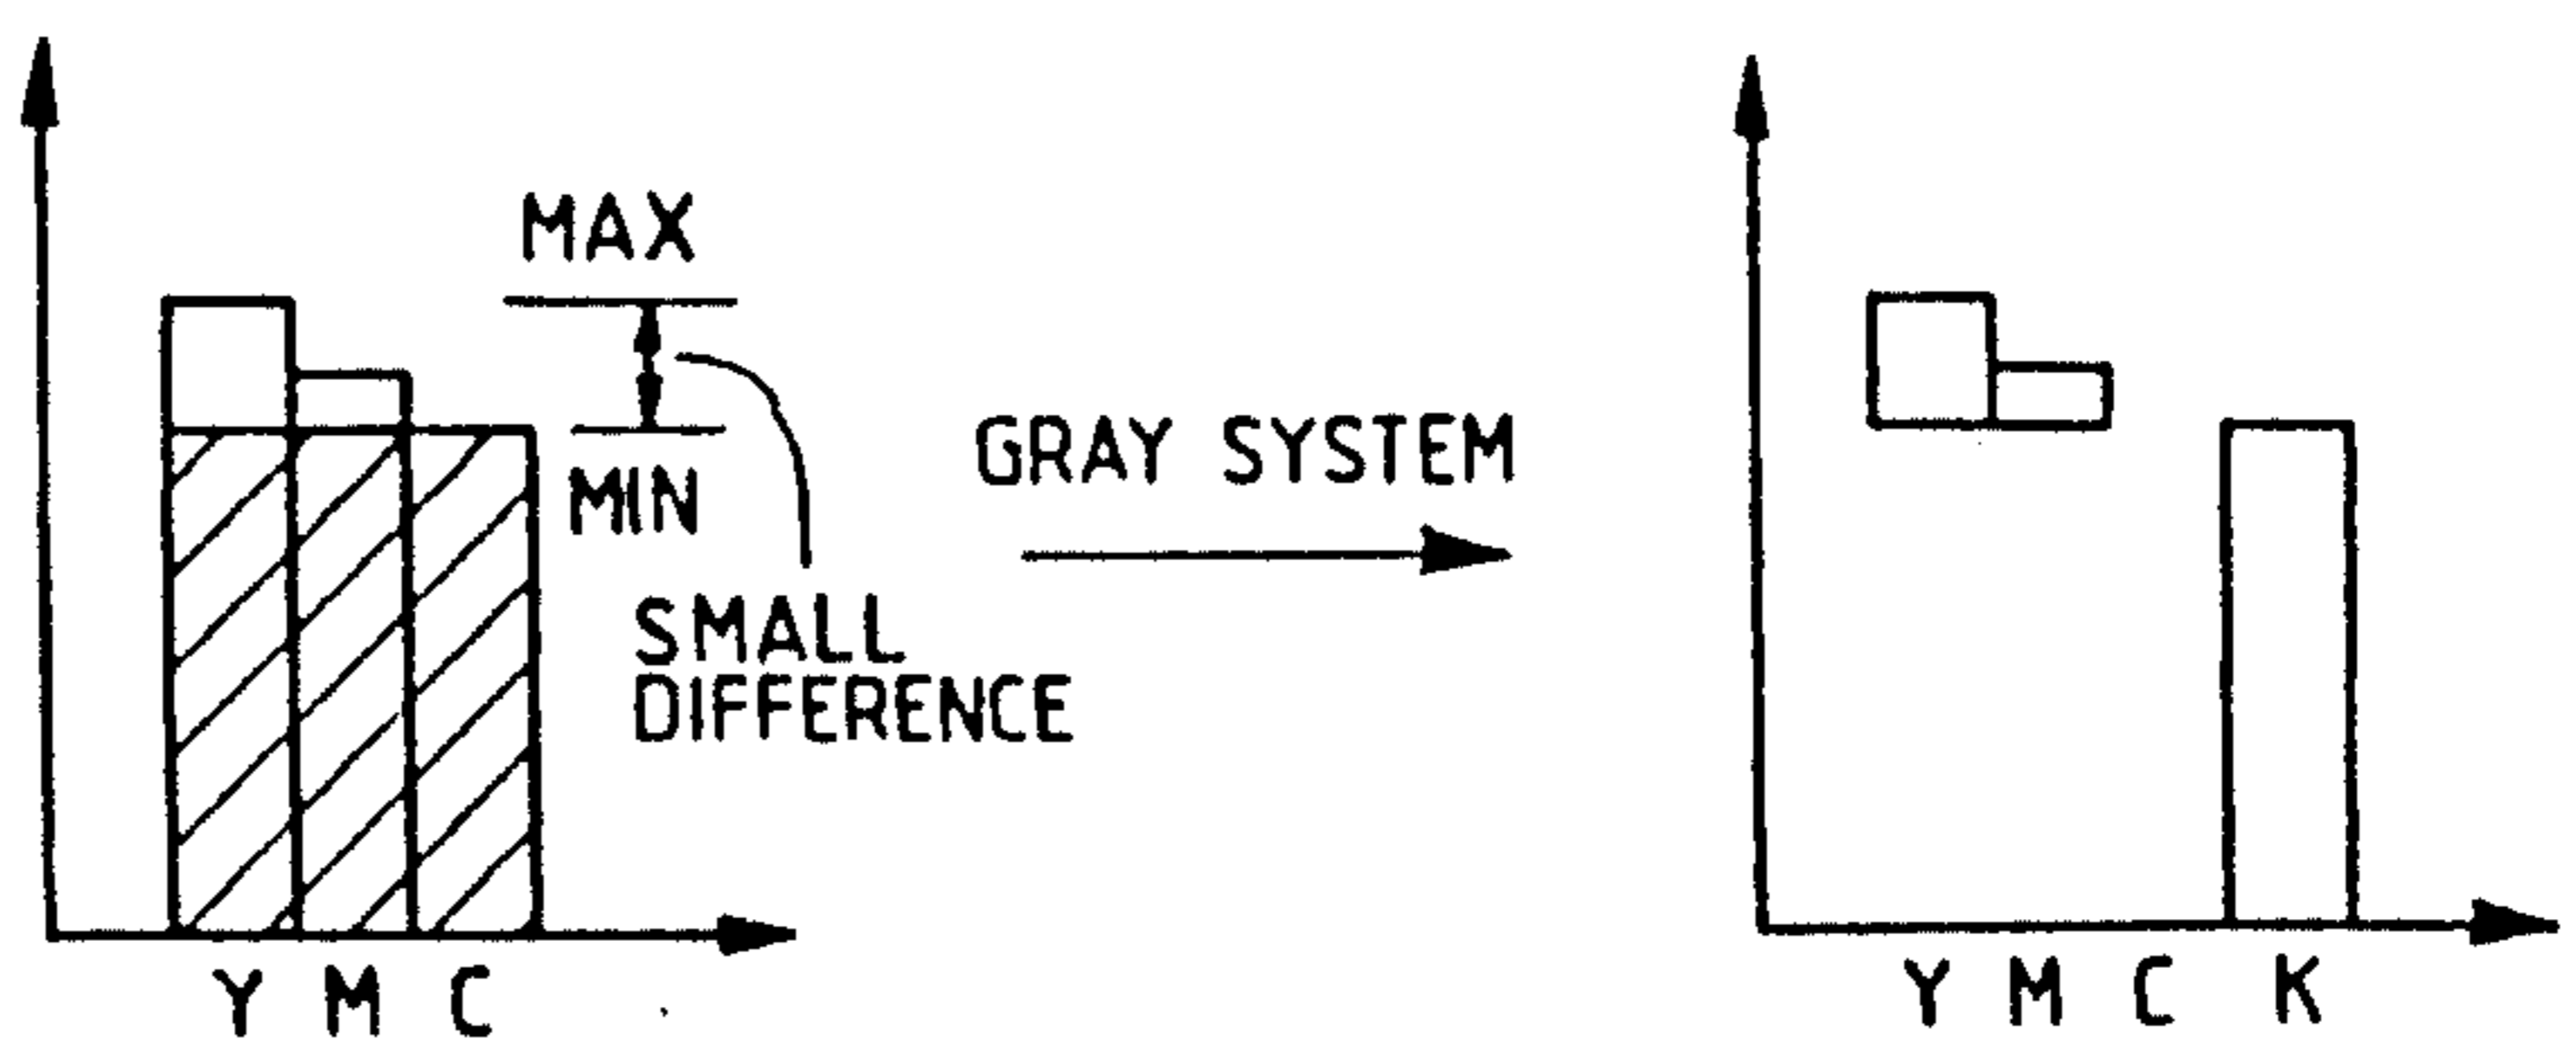 MAX
MIN
SMALL
DIFFERENCE
Y M C
GRAY SYSTEM
Y M C K